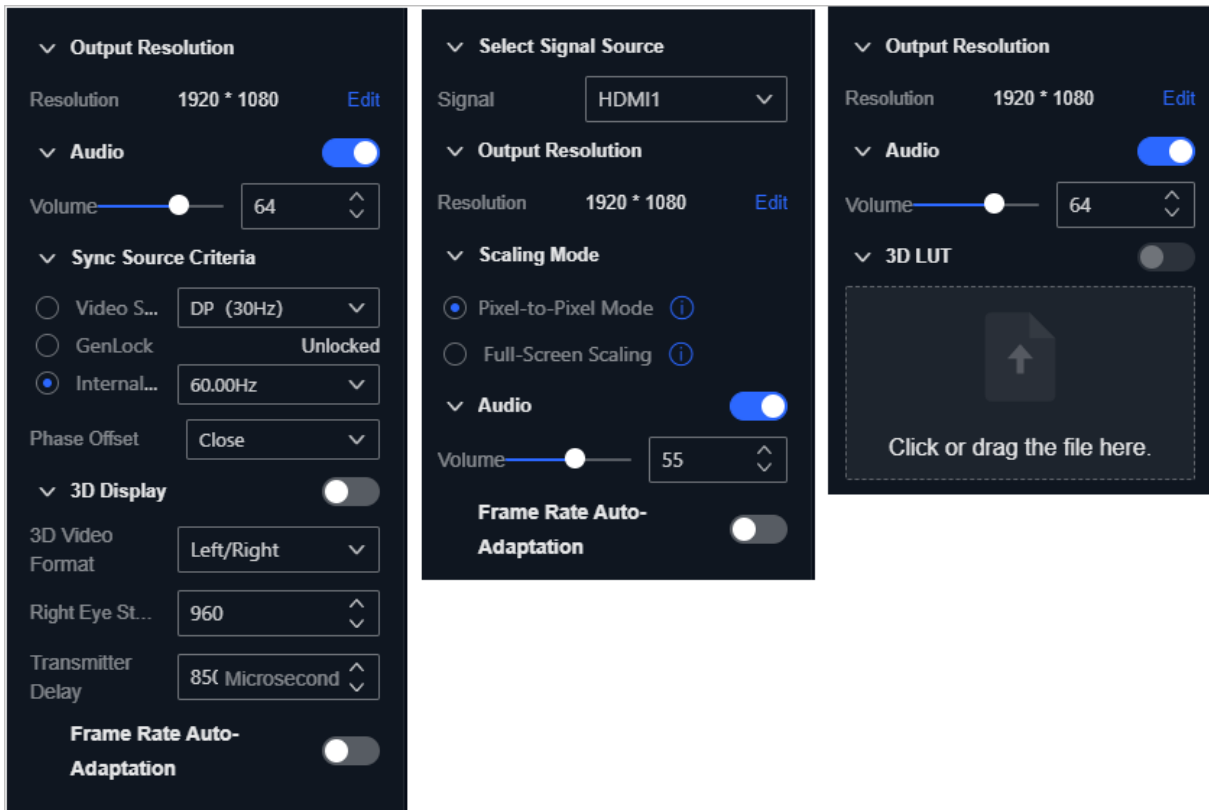 Output Resolution
Resolution 1920 * 1080 Edit
Audio
Volume 64
Sync Source Criteria
Video S... DP (30Hz)
GenLock Unlocked
Internal... 60.00Hz
Phase Offset Close
3D Display
3D Video
Format Left/Right
Right Eye St... 960
Transmitter
Delay 850 Microsecond
Frame Rate Auto-
Adaptation
Select Signal Source
Signal HDMI1
Output Resolution
Resolution 1920 * 1080 Edit
Scaling Mode
Pixel-to-Pixel Mode
Full-Screen Scaling
Audio
Volume 55
Frame Rate Auto-
Adaptation
Output Resolution
Resolution 1920 * 1080 Edit
Audio
Volume 64
3D LUT
Click or drag the file here.